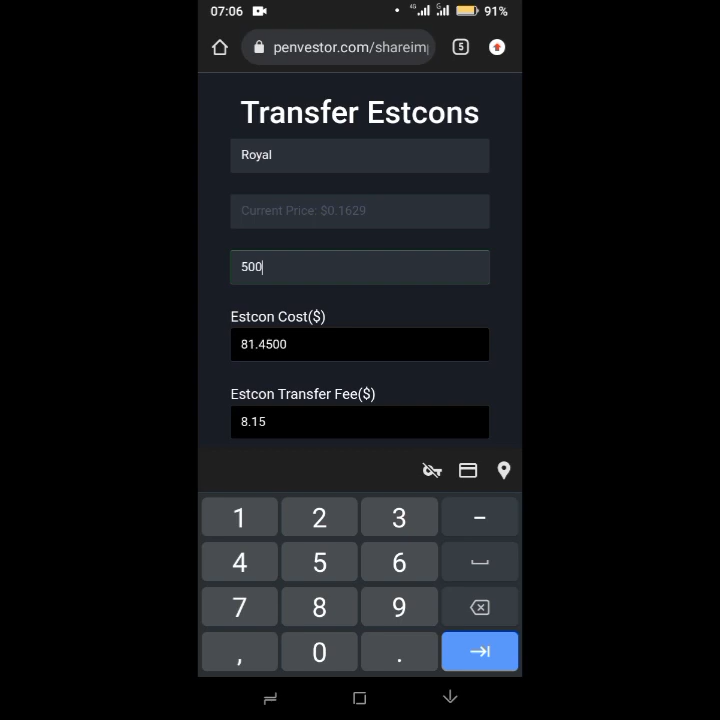 07:06 4G G 91%
penvestor.com/shareim 5
Transfer Estcons
Royal
Current Price: $0.1629
500
Estcon Cost($)
81.4500
Estcon Transfer Fee($)
8.15
1 2 3 −
4 5 6
7 8 9
, 0 .